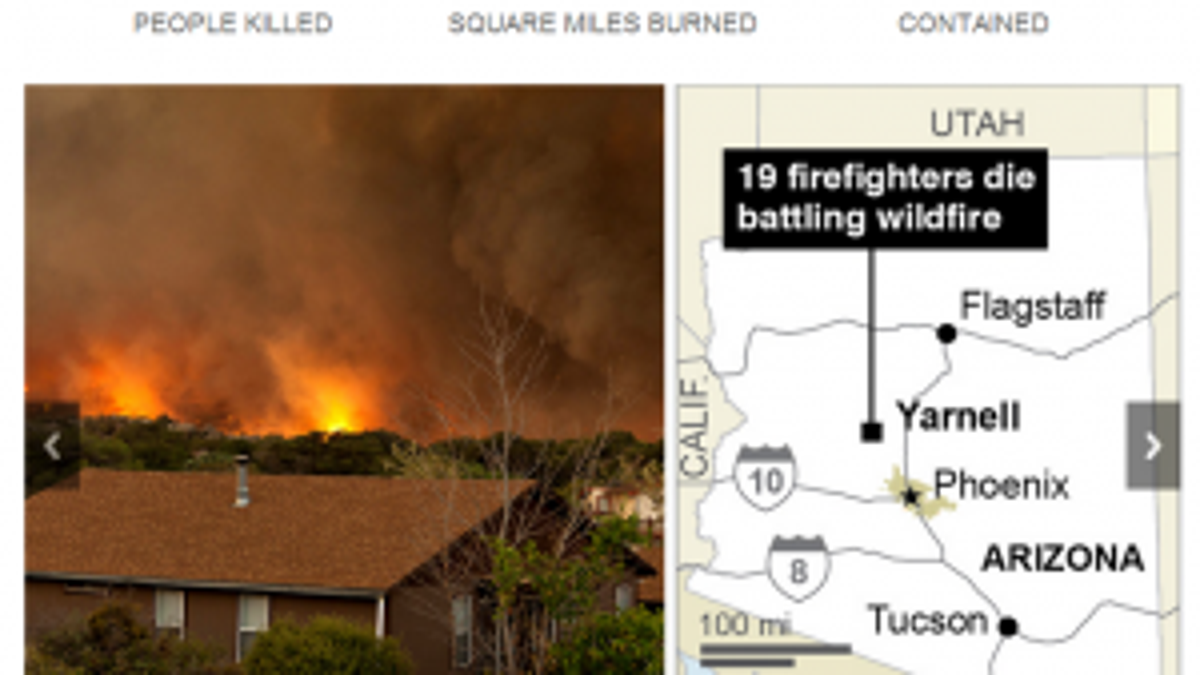 PEOPLE KILLED
SQUARE MILES BURNED
CONTAINED
UTAH
19 firefighters die
battling wildfire
Flagstaff
CALIF.
Yarnell
10
Phoenix
8
ARIZONA
Tucson
100 mi